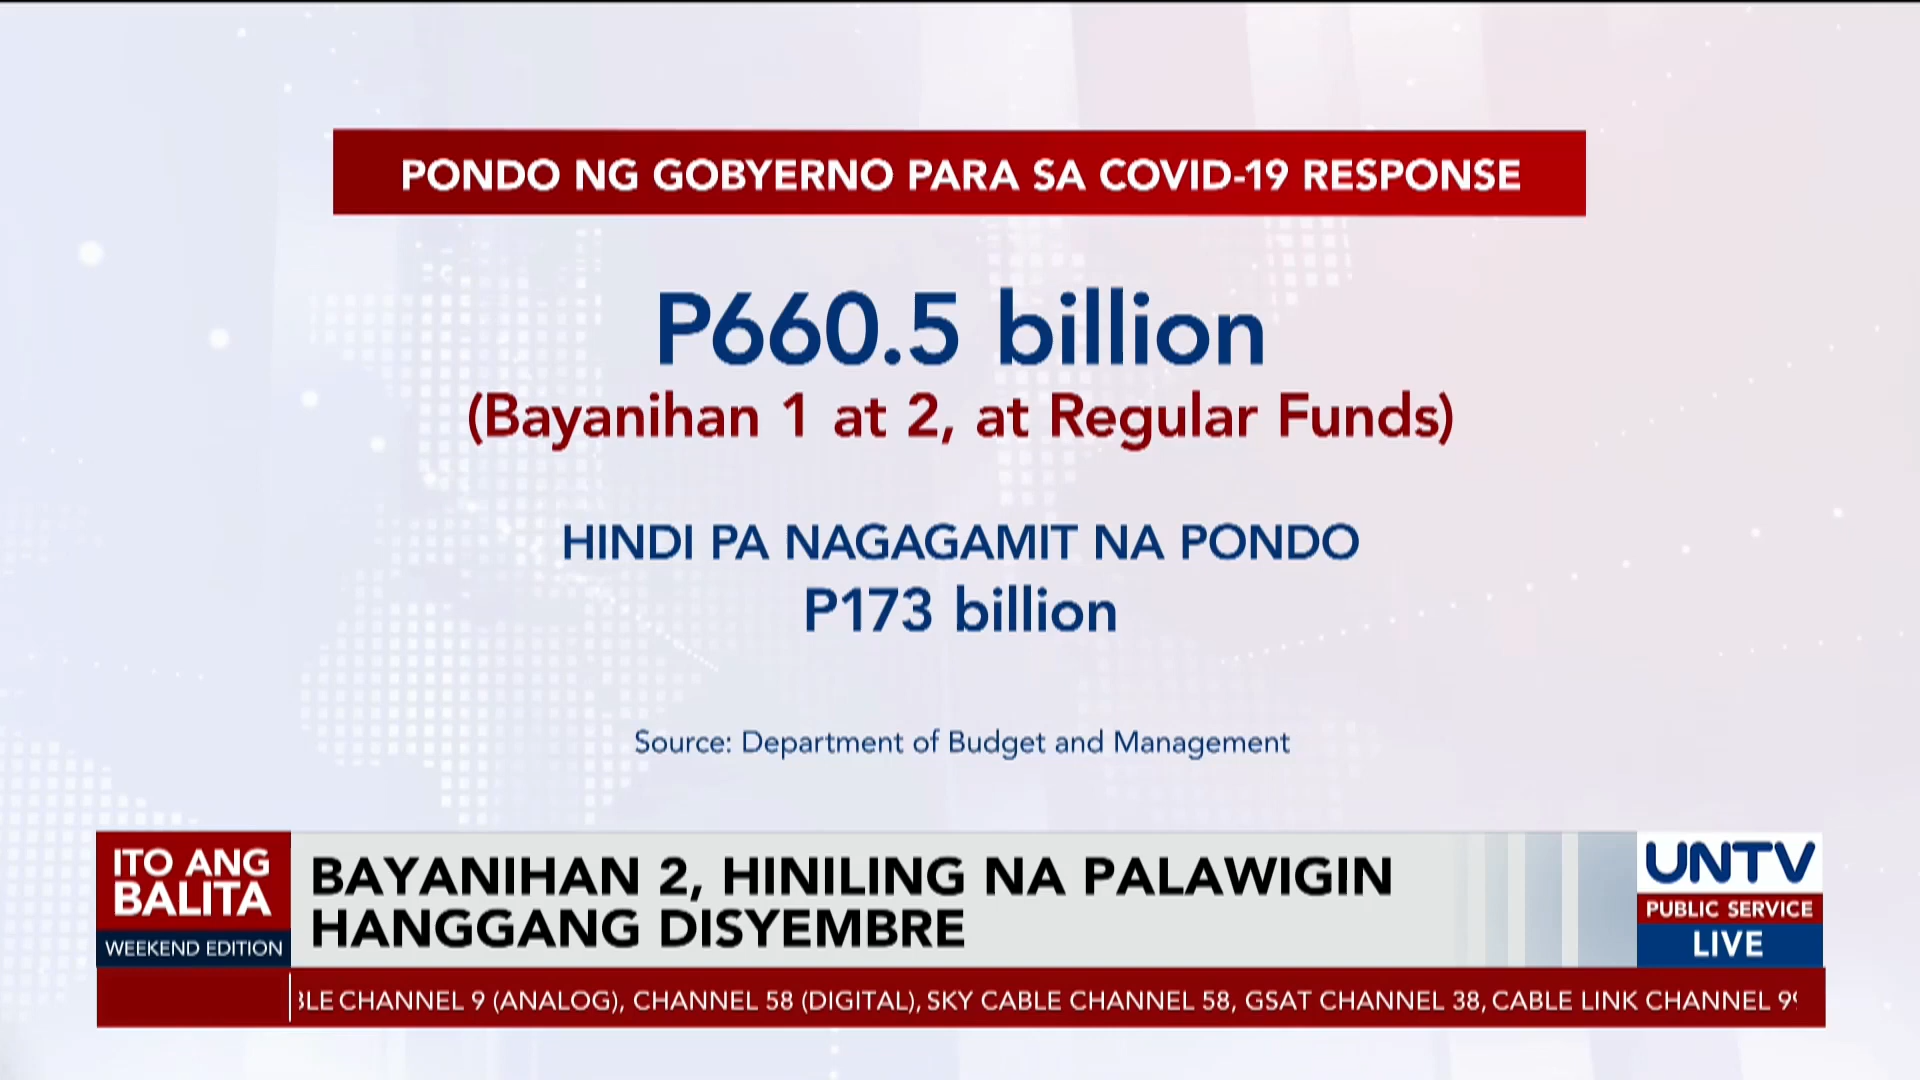 PONDO NG GOBYERNO PARA SA COVID-19 RESPONSE
P660.5 billion
(Bayanihan 1 at 2, at Regular Funds)
HINDI PA NAGAGAMIT NA PONDO
P173 billion
Source: Department of Budget and Management
ITO ANG
BALITA
WEEKEND EDITION
BAYANIHAN 2, HINILING NA PALAWIGIN
HANGGANG DISYEMBRE
UNTV
PUBLIC SERVICE
LIVE
CHANNEL 9 (ANALOG), CHANNEL 58 (DIGITAL), SKY CABLE CHANNEL 58, GSAT CHANNEL 38, CABLE LINK CHANNEL